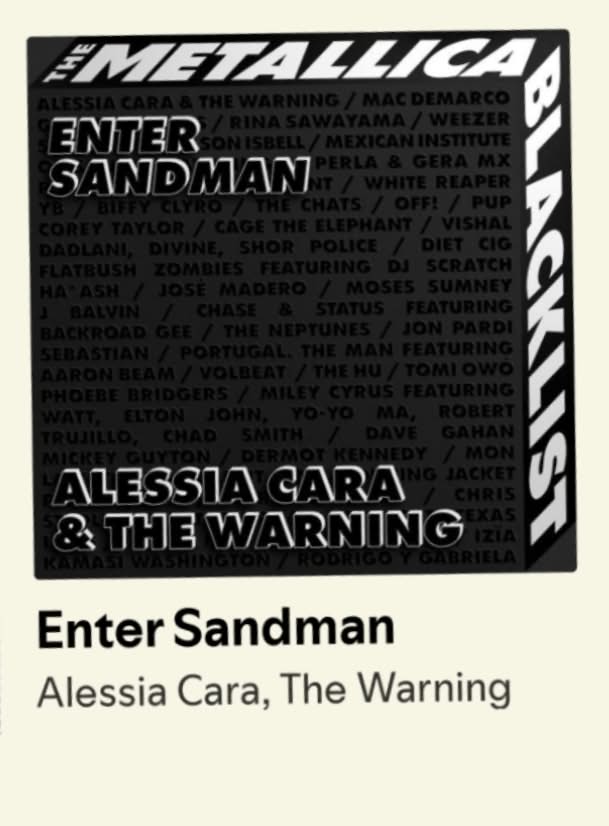 THE METALLICA
BLACKLIST
ALESSIA CARA & THE WARNING / MAC DEMARCO
/ RINA SAWAYAMA / WEEZER
ENTER
SON ISBELL / MEXICAN INSTITUTE
SANDMAN
PERLA & GERA MX
NT / WHITE REAPER
YB / BIFFY CLYRO / THE CHATS / OFF! / PUP
COREY TAYLOR / CAGE THE ELEPHANT / VISHAL
DADLANI, DIVINE, SHOR POLICE / DIET CIG
FLATBUSH ZOMBIES FEATURING DJ SCRATCH
HA*ASH / JOSÉ MADERO / MOSES SUMNEY
J BALVIN / CHASE & STATUS FEATURING
BACKROAD GEE / THE NEPTUNES / JON PARDI
SEBASTIAN / PORTUGAL. THE MAN FEATURING
AARON BEAM / VOLBEAT / THE HU / TOMI OWÓ
PHOEBE BRIDGERS / MILEY CYRUS FEATURING
WATT, ELTON JOHN, YO-YO MA, ROBERT
TRUJILLO, CHAD SMITH / DAVE GAHAN
MICKEY GUYTON / DERMOT KENNEDY / MON
ING JACKET
ALESSIA CARA
/ CHRIS
EXAS
& THE WARNING
IZÏA
KAMASI WASHINGTON / RODRIGO Y GABRIELA
Enter Sandman
Alessia Cara, The Warning